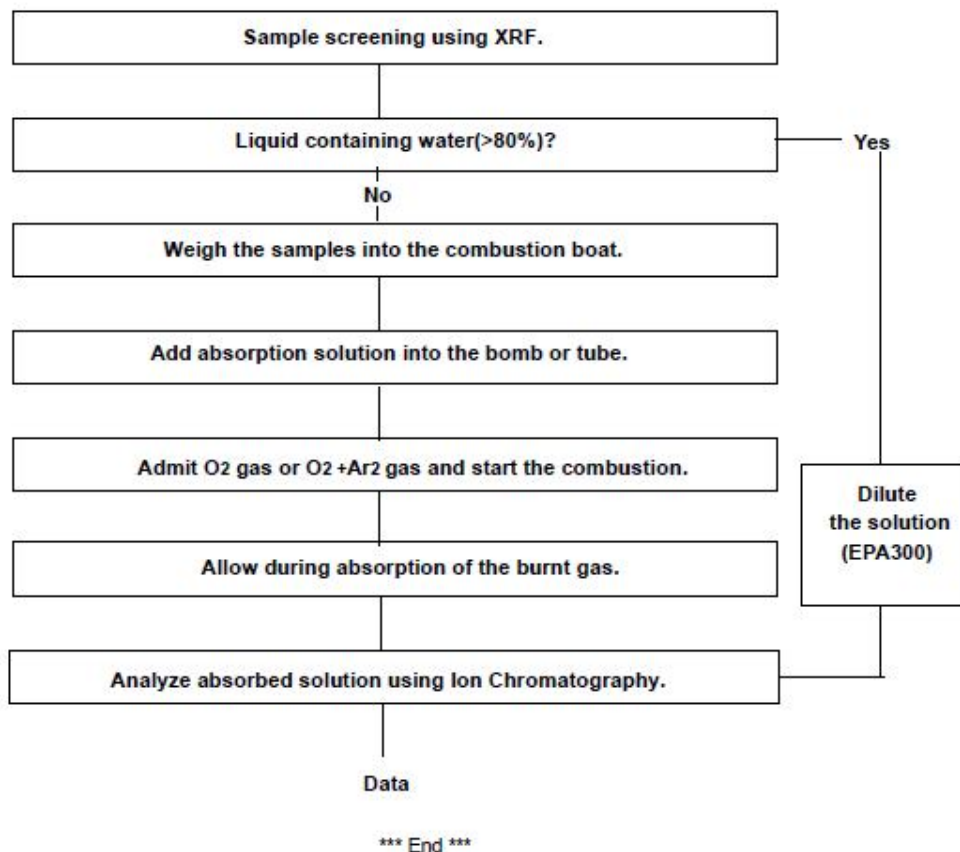 Sample screening using XRF.
Liquid containing water(>80%)?
Yes
No
Weigh the samples into the combustion boat.
Add absorption solution into the bomb or tube.
Admit O2 gas or O2 +Ar2 gas and start the combustion.
Dilute
the solution
(EPA300)
Allow during absorption of the burnt gas.
Analyze absorbed solution using Ion Chromatography.
Data
*** End ***